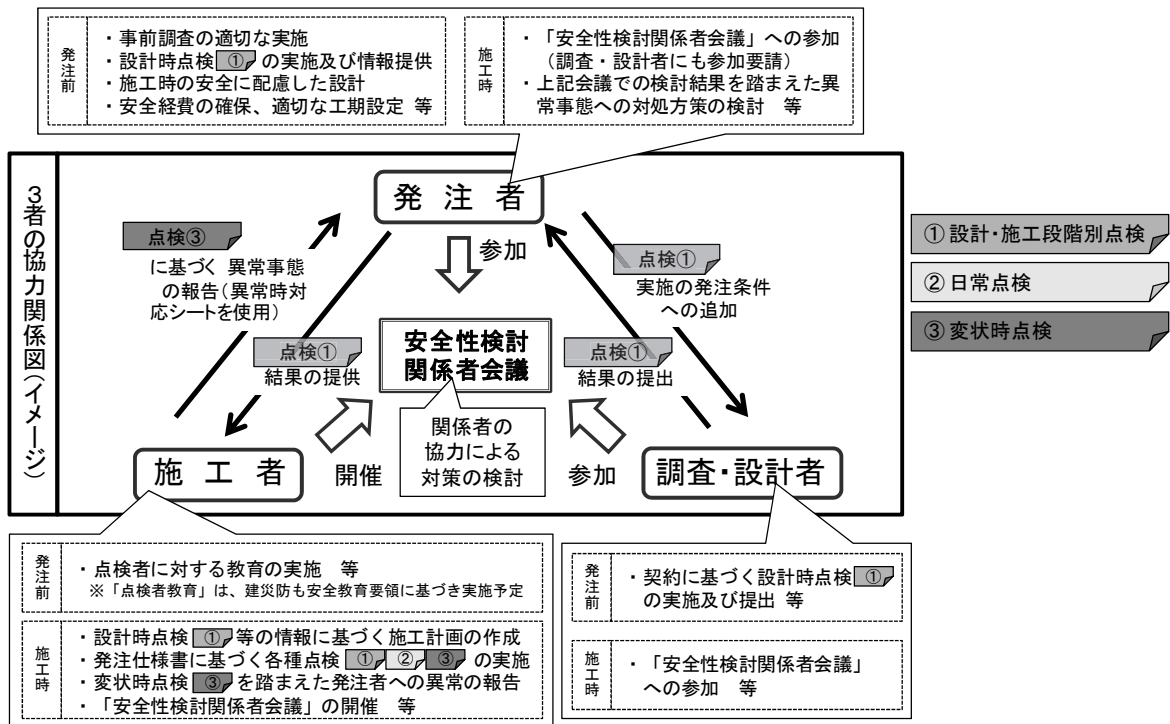 発注前
・事前調査の適切な実施
・設計時点検 ① の実施及び情報提供
・施工時の安全に配慮した設計
・安全経費の確保、適切な工期設定 等
施工時
・「安全性検討関係者会議」への参加
（調査・設計者にも参加要請）
・上記会議での検討結果を踏まえた異
常事態への対処方策の検討 等
3者の協力関係図（イメージ）
発注者
参加
点検③
に基づく 異常事態
の報告（異常時対
応シートを使用）
点検①
実施の発注条件
への追加
点検①
結果の提供
安全性検討
関係者会議
点検①
結果の提出
関係者の
協力による
対策の検討
施工者
開催
参加
調査・設計者
① 設計・施工段階別点検
② 日常点検
③ 変状時点検
発注前
・点検者に対する教育の実施 等
※「点検者教育」は、建災防も安全教育要領に基づき実施予定
施工時
・設計時点検 ① 等の情報に基づく施工計画の作成
・発注仕様書に基づく各種点検 ① ② ③ の実施
・変状時点検 ③ を踏まえた発注者への異常の報告
・「安全性検討関係者会議」の開催 等
発注前
・契約に基づく設計時点検 ①
の実施及び提出 等
施工時
・「安全性検討関係者会議」
への参加 等